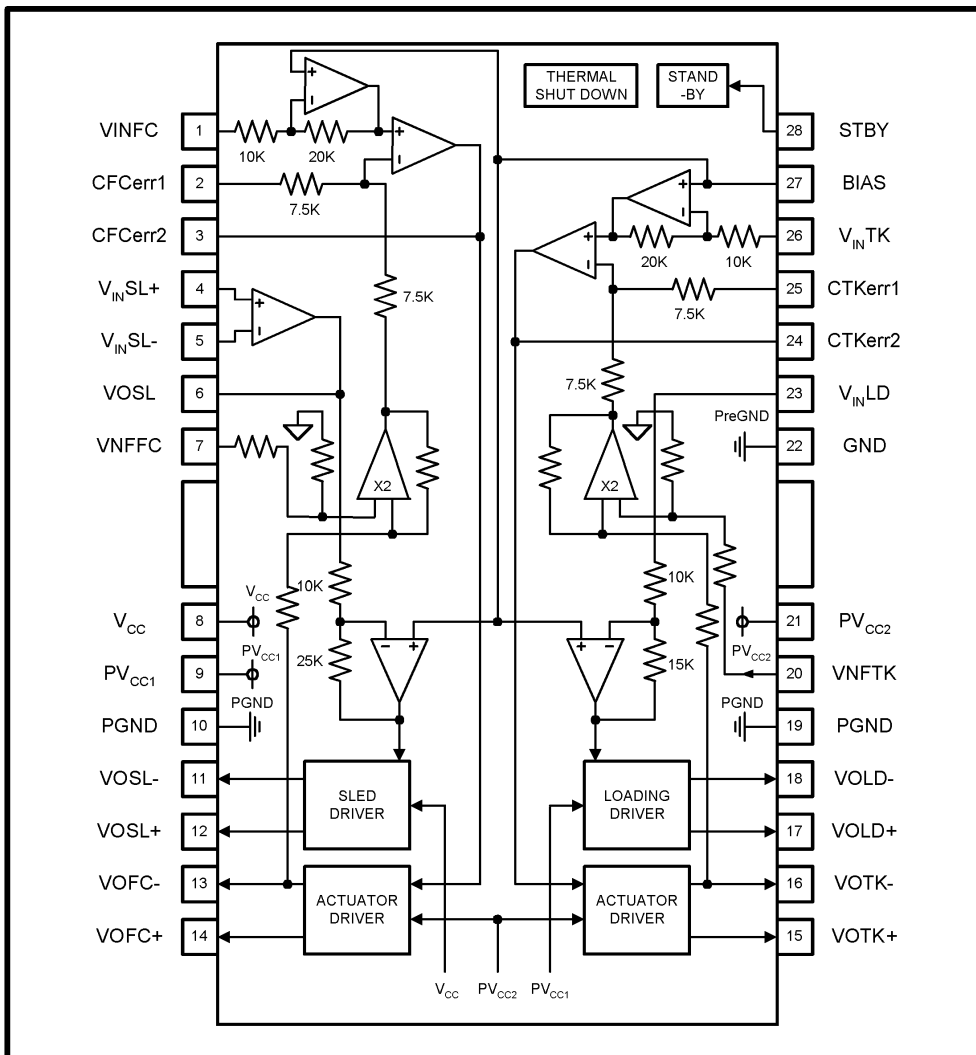 THERMAL
SHUT DOWN
STAND
-BY
VINFC
1
10K
20K
28
STBY
CFCerr1
2
7.5K
27
BIAS
CFCerr2
3
20K
10K
26
VINTK
VINSL+
4
7.5K
7.5K
25
CTKerr1
VINSL-
5
24
CTKerr2
VOSL
6
7.5K
23
VINLD
VNFFC
7
PreGND
22
GND
X2
X2
10K
10K
VCC
8
VCC
21
PVCC2
PVCC1
9
PVCC1
25K
15K
PVCC2
20
VNFTK
PGND
10
PGND
PGND
19
PGND
- +
+ -
VOSL-
11
SLED
DRIVER
LOADING
DRIVER
18
VOLD-
VOSL+
12
17
VOLD+
VOFC-
13
ACTUATOR
DRIVER
ACTUATOR
DRIVER
16
VOTK-
VOFC+
14
15
VOTK+
VCC
PVCC2
PVCC1